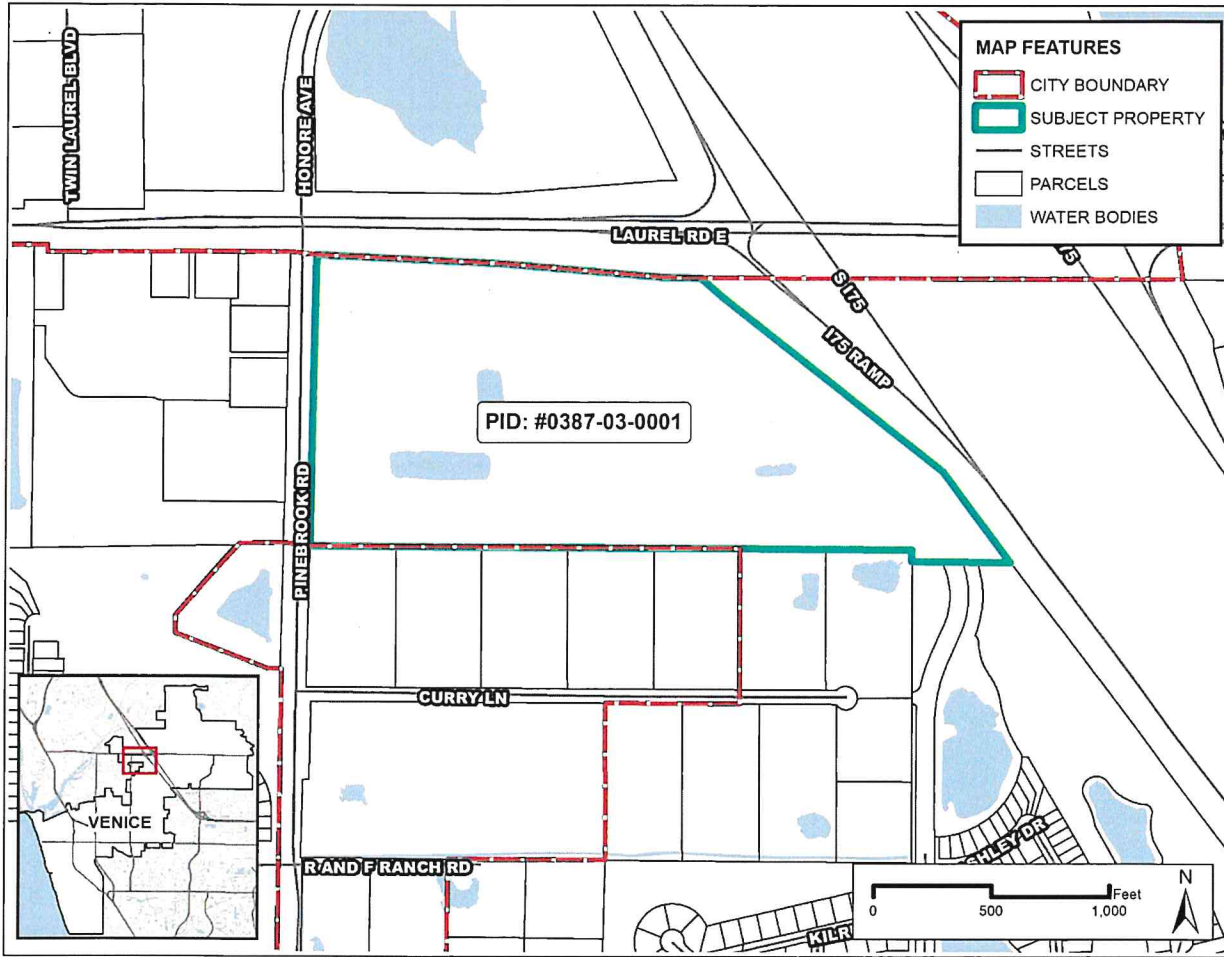 TWIN LAUREL BLVD
HONORE AVE
MAP FEATURES
CITY BOUNDARY
SUBJECT PROPERTY
STREETS
PARCELS
WATER BODIES
LAUREL RD E
S I75
I75 RAMP
PID: #0387-03-0001
PINEBROOK RD
CURRY LN
VENICE
R AND F RANCH RD
N
Feet
0 500 1,000